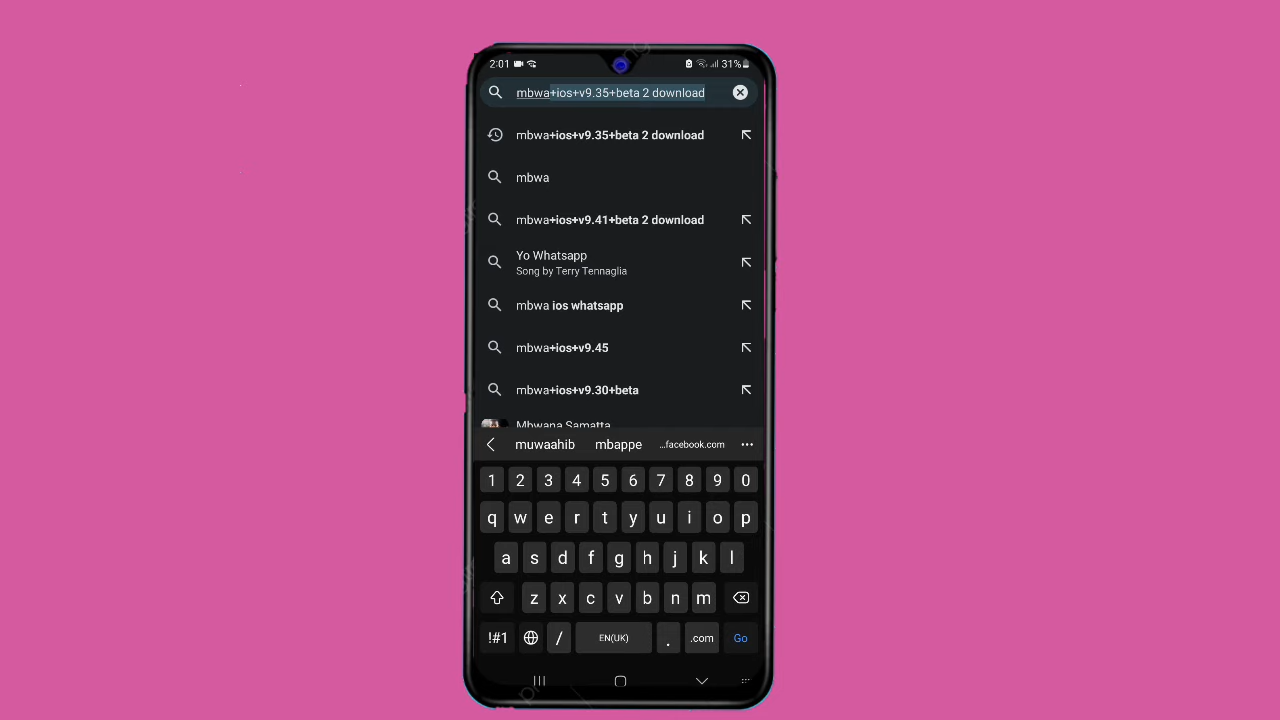 2:01
31%
mbwa+ios+v9.35+beta 2 download
mbwa+ios+v9.35+beta 2 download
mbwa
mbwa+ios+v9.41+beta 2 download
Yo Whatsapp
Song by Terry Tennaglia
mbwa ios whatsapp
mbwa+ios+v9.45
mbwa+ios+v9.30+beta
Mbwana Samatta
muwaahib mbappe ...facebook.com
1 2 3 4 5 6 7 8 9 0
q w e r t y u i o p
a s d f g h j k l
z x c v b n m
!#1 / EN(UK) . .com Go